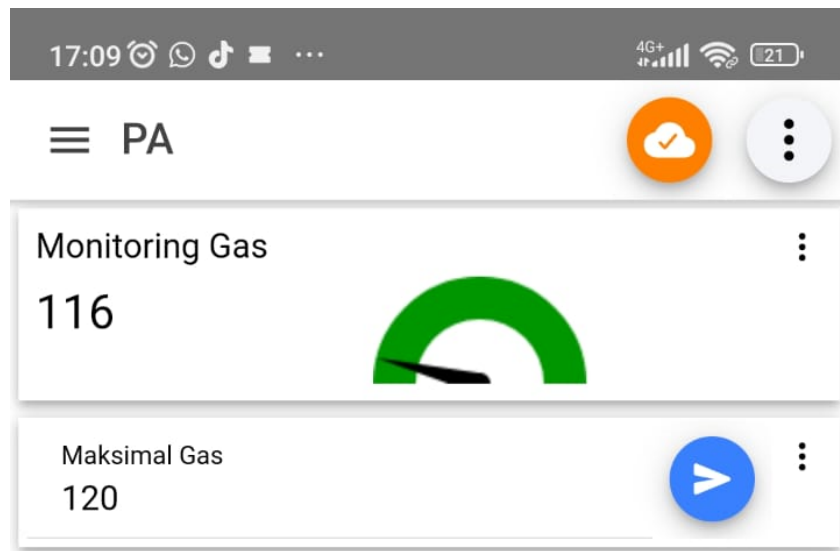 17:09 ... 4G+ 21
PA
Monitoring Gas
116
Maksimal Gas
120